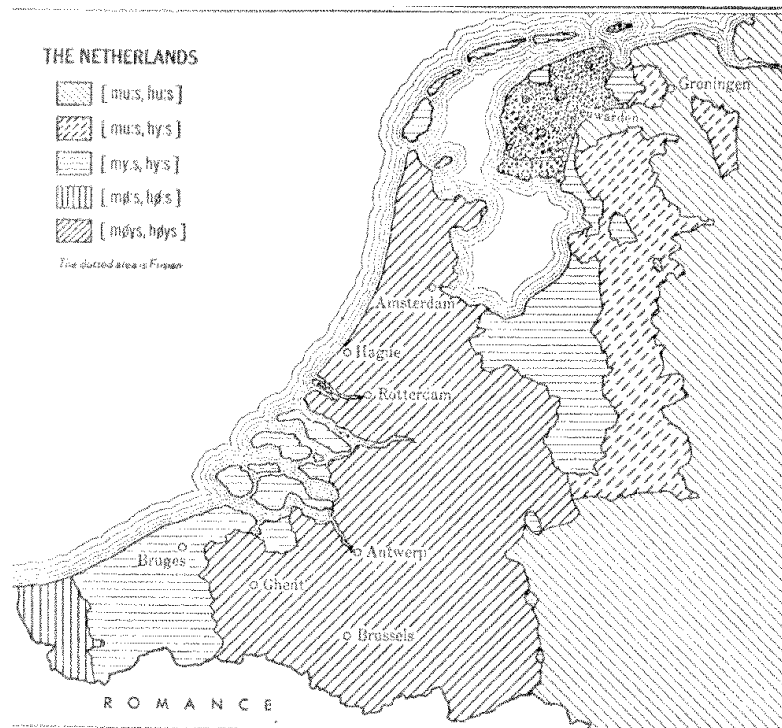 THE NETHERLANDS
[mu:s, hu:s]
[mu:s, hy:s]
[my:s, hy:s]
[mø:s, hø:s]
[møys, høys]
The dotted area is Frisian
Groningen
warden
Amsterdam
Hague
Rotterdam
Antwerp
Bruges
Ghent
Brussels
ROMANCE